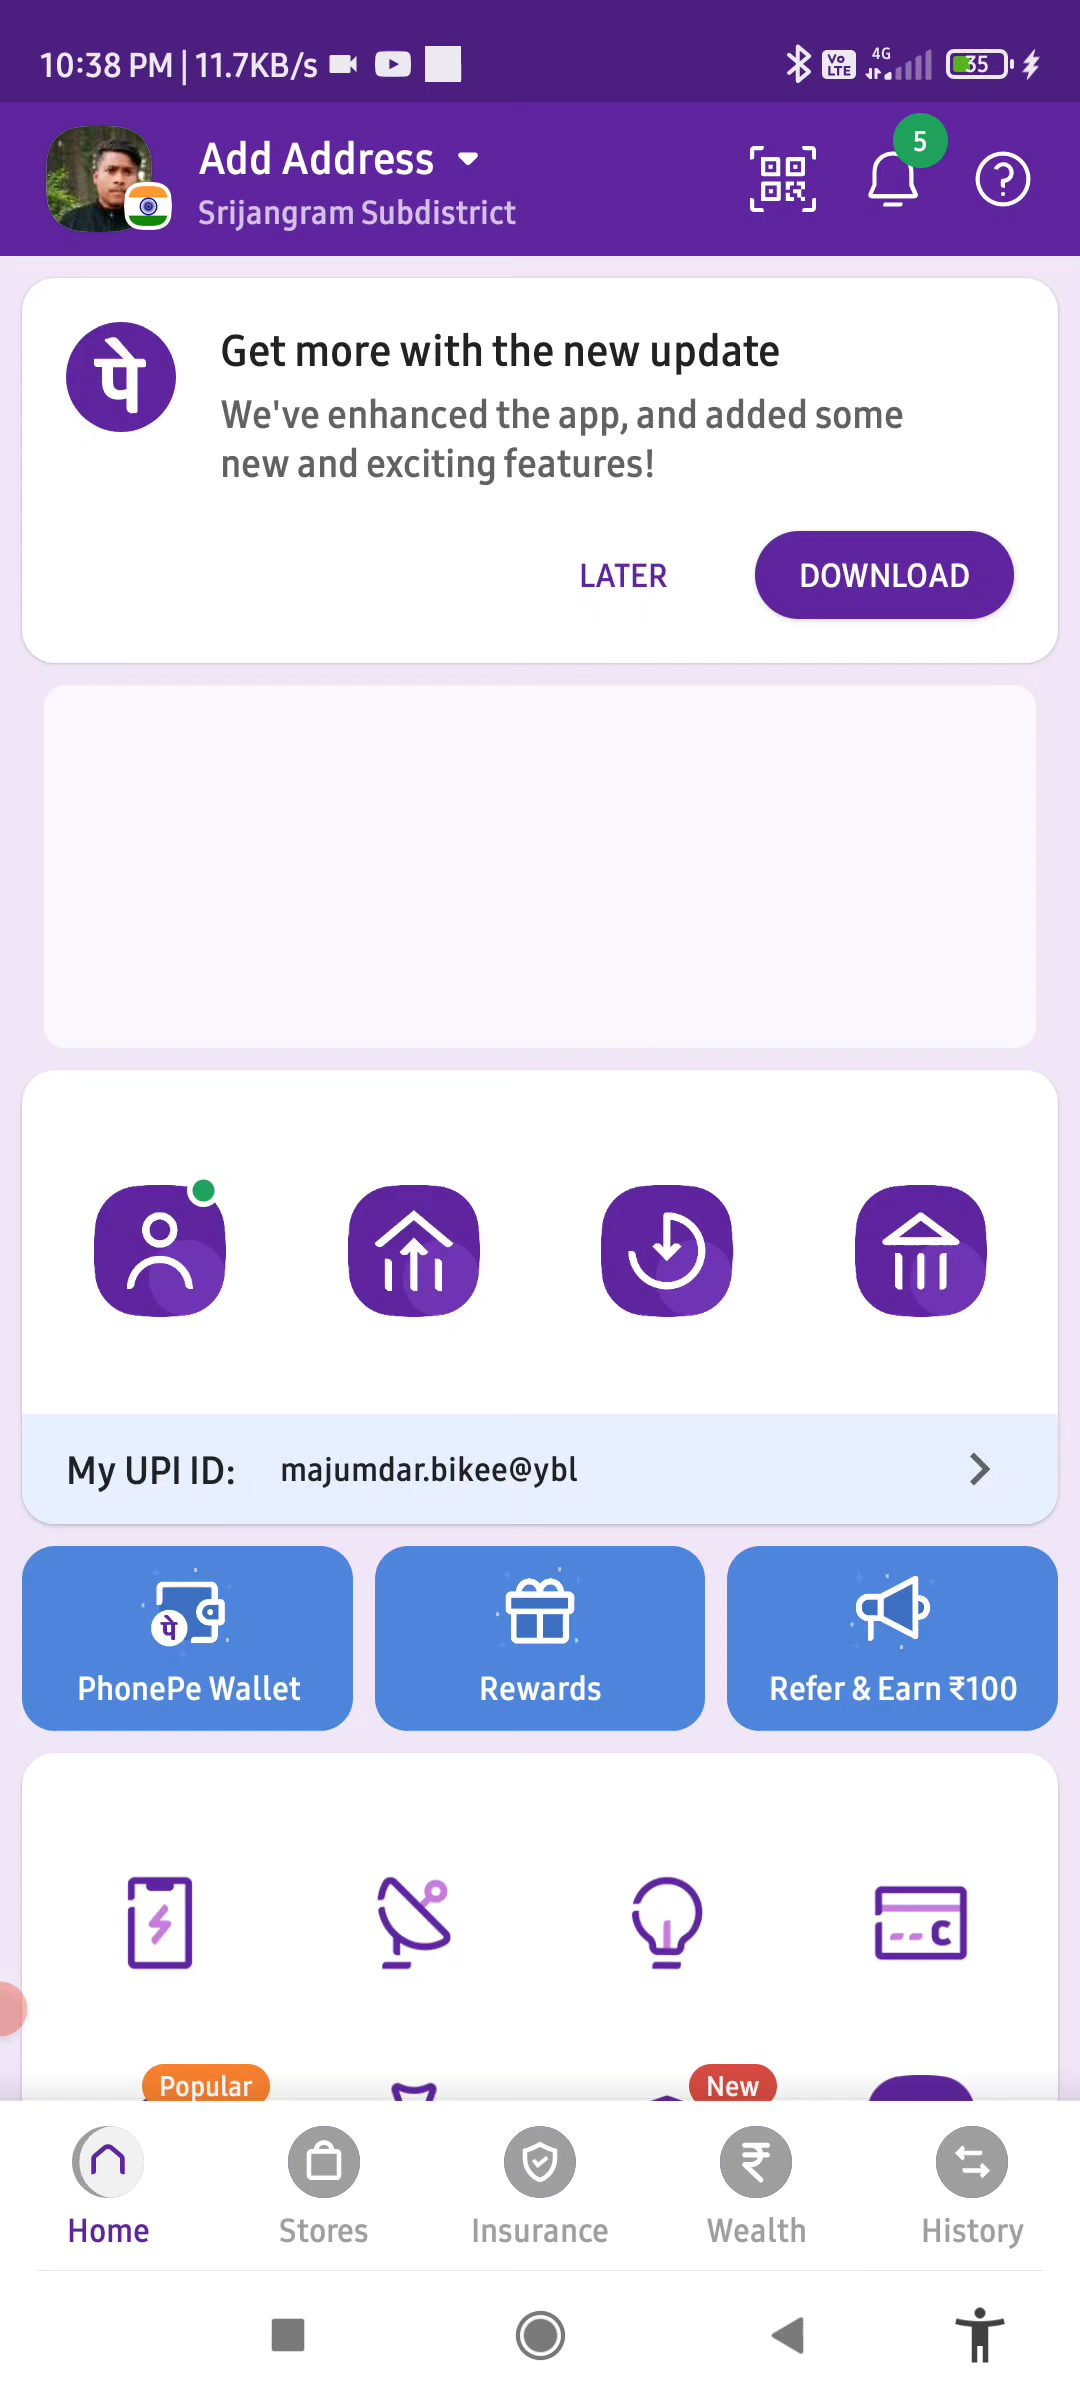 10:38 PM | 11.7KB/s
Vo LTE 4G 35
Add Address
Srijangram Subdistrict
5
पे
Get more with the new update
We've enhanced the app, and added some
new and exciting features!
LATER
DOWNLOAD
My UPI ID: majumdar.bikee@ybl
पे
PhonePe Wallet
Rewards
Refer & Earn ₹100
C
Popular
New
Home
Stores
Insurance
₹
Wealth
History